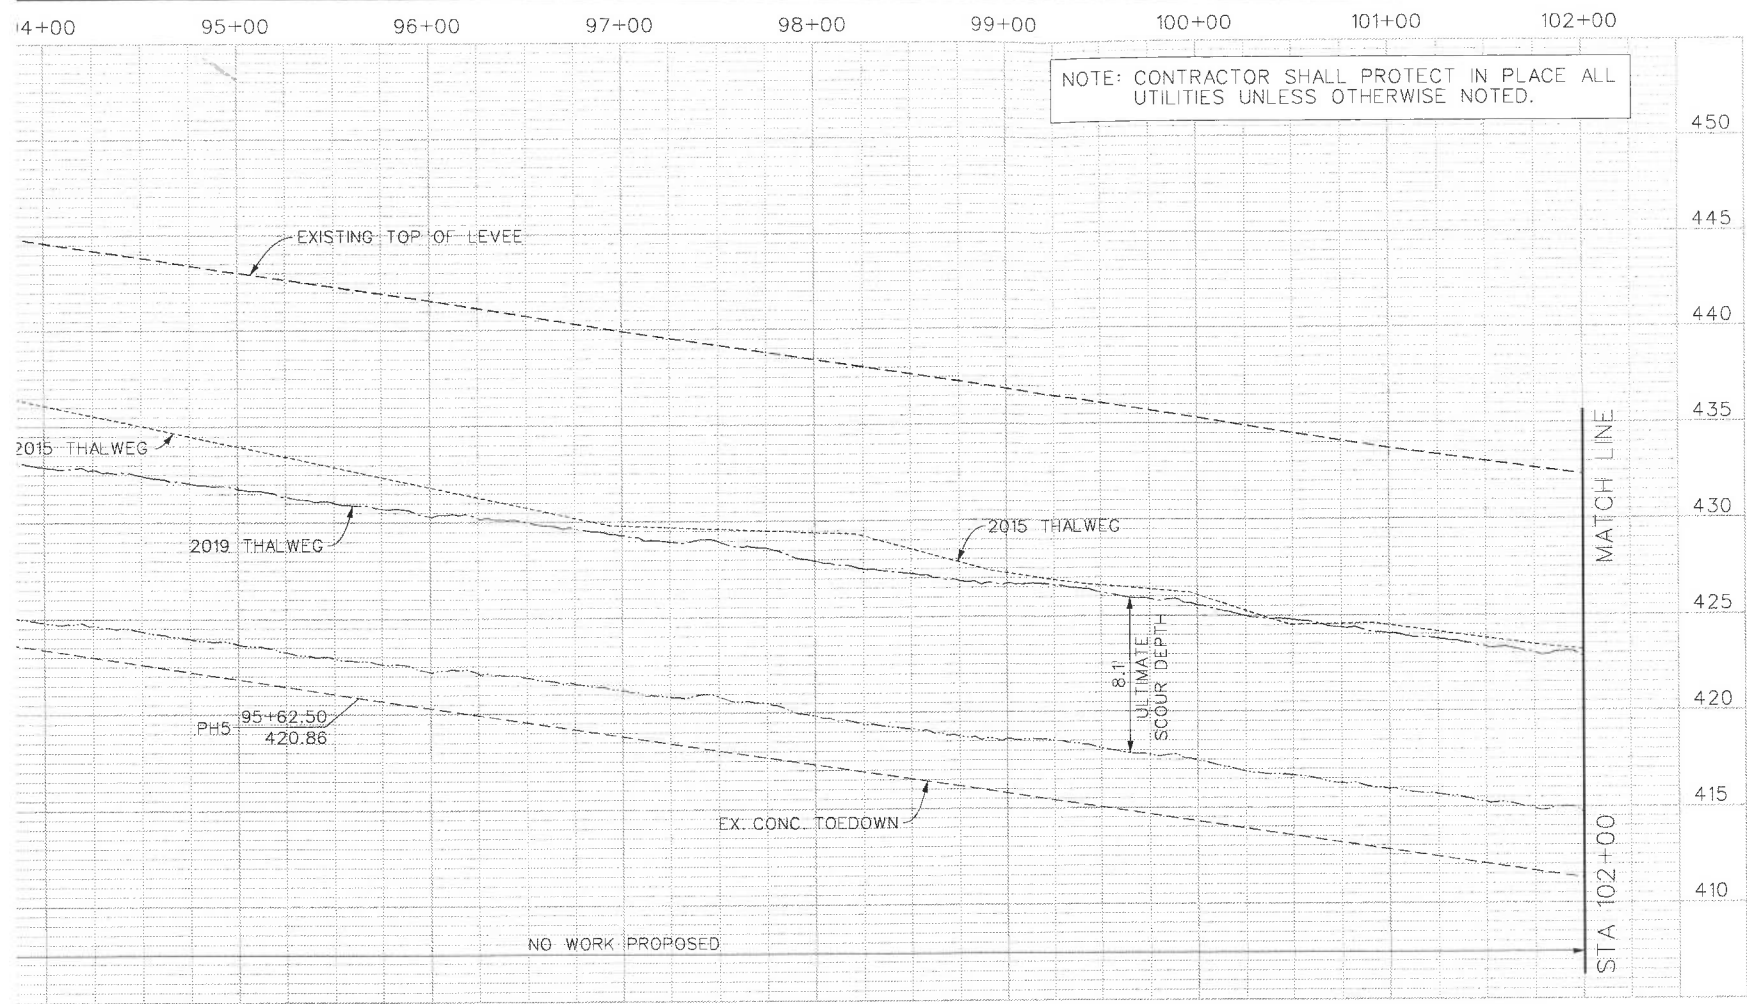 94+00 95+00 96+00 97+00 98+00 99+00 100+00 101+00 102+00
NOTE: CONTRACTOR SHALL PROTECT IN PLACE ALL
UTILITIES UNLESS OTHERWISE NOTED.
450
EXISTING TOP OF LEVEE
445
440
435
2015 THALWEG
2019 THALWEG
2015 THALWEG
430
MATCH LINE
425
8.1'
ULTIMATE
SCOUR DEPTH
420
PH5
95+62.50
420.86
EX. CONC. TOEDOWN
415
410
STA 102+00
NO WORK PROPOSED